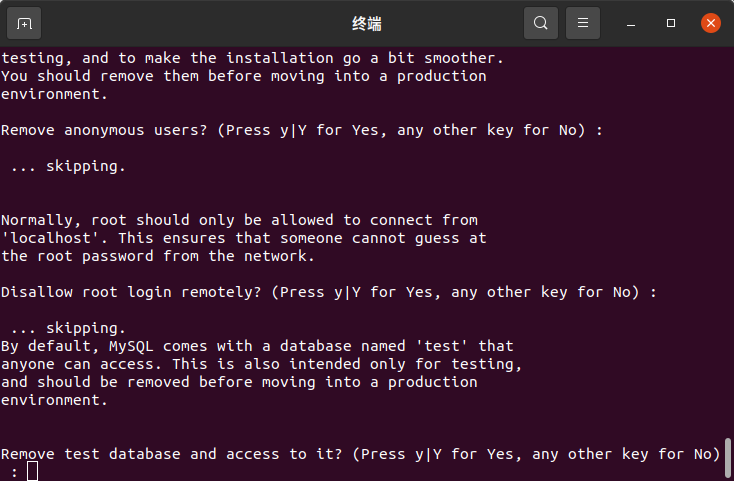 终端
testing, and to make the installation go a bit smoother.
You should remove them before moving into a production
environment.
Remove anonymous users? (Press y|Y for Yes, any other key for No) :
... skipping.
Normally, root should only be allowed to connect from
'localhost'. This ensures that someone cannot guess at
the root password from the network.
Disallow root login remotely? (Press y|Y for Yes, any other key for No) :
... skipping.
By default, MySQL comes with a database named 'test' that
anyone can access. This is also intended only for testing,
and should be removed before moving into a production
environment.
Remove test database and access to it? (Press y|Y for Yes, any other key for No)
: